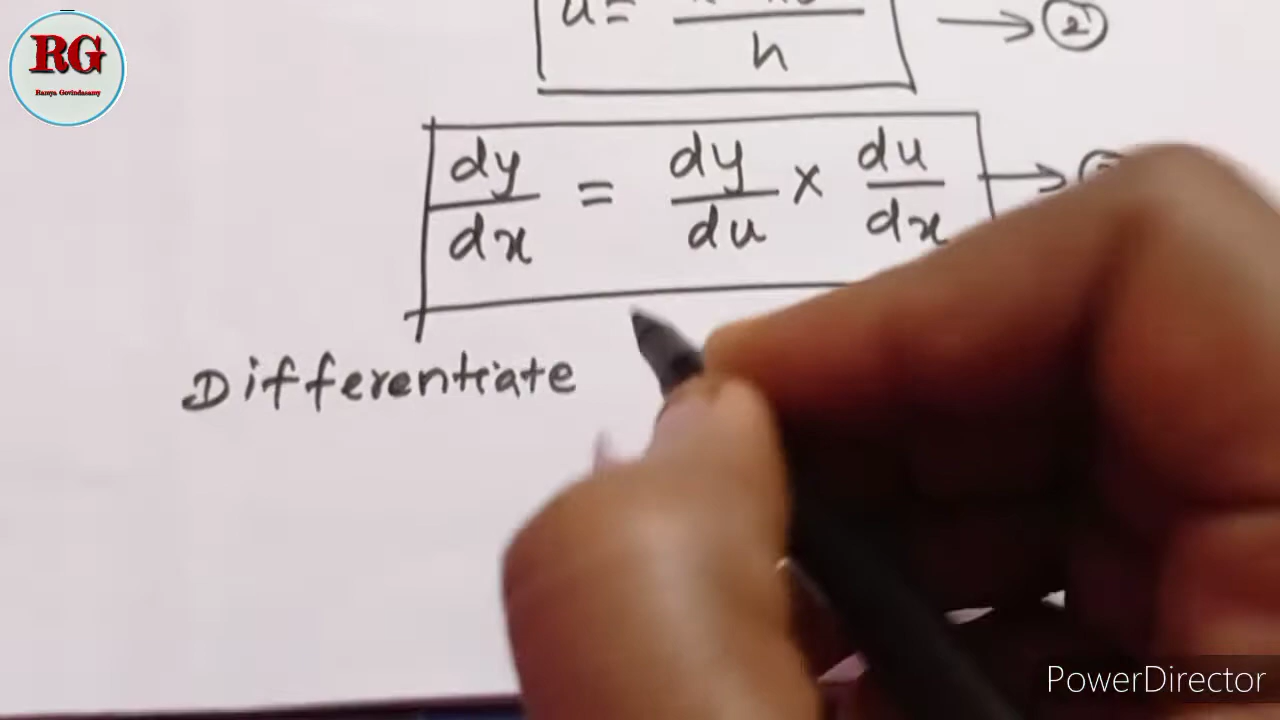 RG
Ramya Govindasamy
u = / h → ②
dy/dx = dy/du × du/dx →
Differentiate
PowerDirector